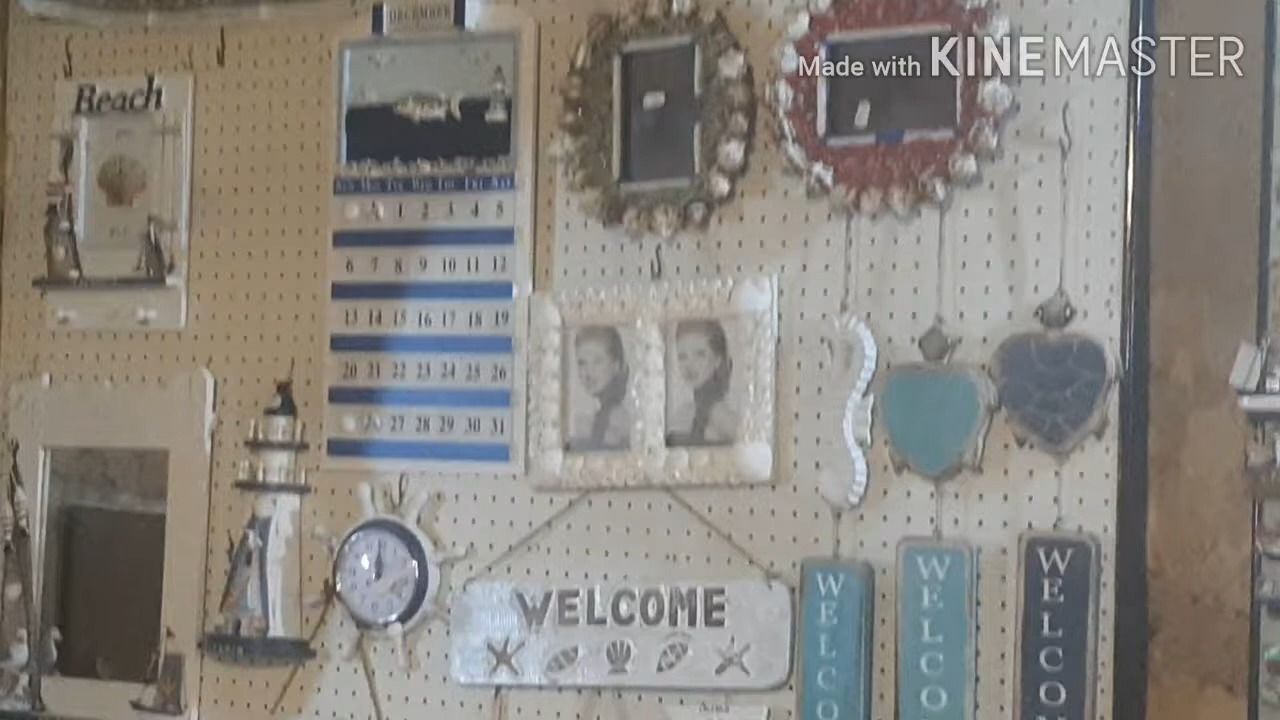 DECEMBER
Made with KINEMASTER
Beach
1 2 3 4 5
6 7 8 9 10 11 12
13 14 15 16 17 18 19
20 21 22 23 24 25 26
27 28 29 30 31
WELCOME
WELCO
WELCO
WELCO